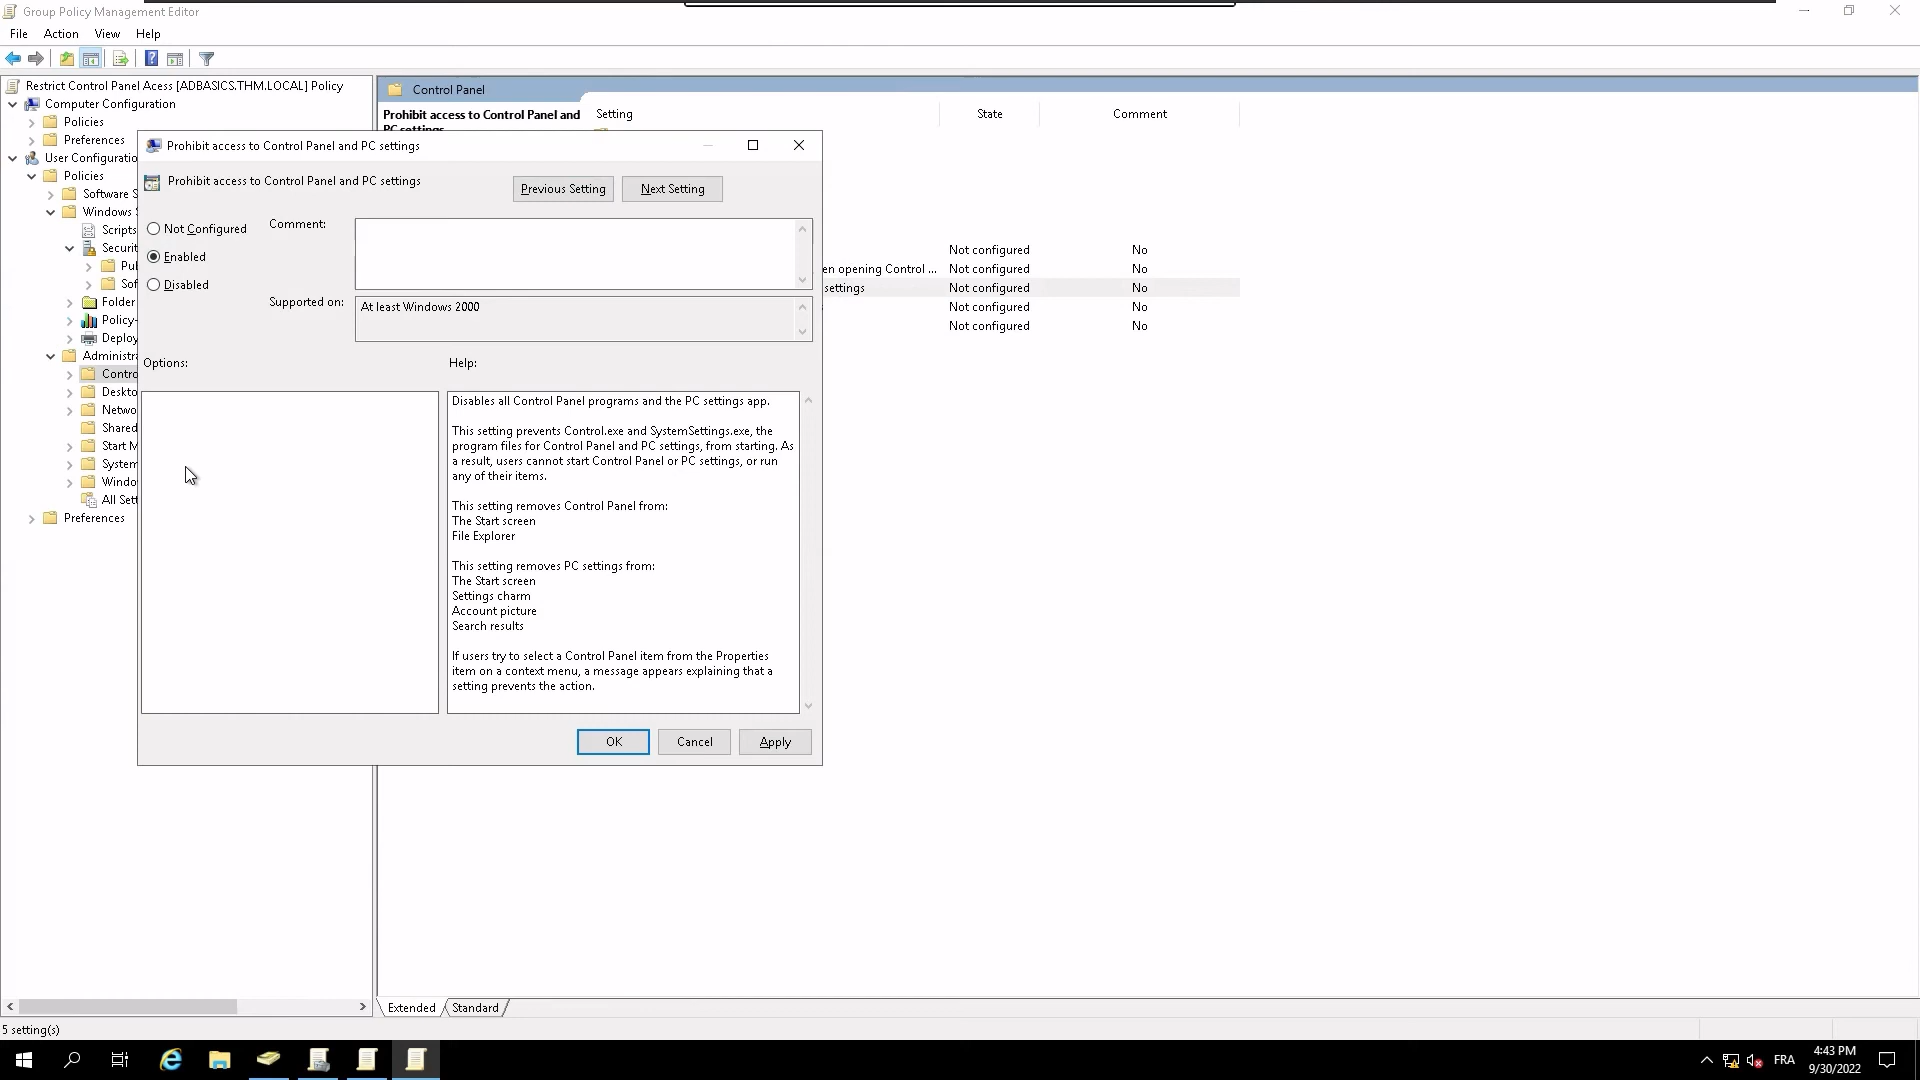 Group Policy Management Editor
File Action View Help
Restrict Control Panel Acess [ADBASICS.THM.LOCAL] Policy
Computer Configuration
Policies
Preferences
User Configuratio
Policies
Software S
Windows S
Scripts
Securit
Pul
Sof
Folder
Policy-
Deploy
Administra
Contro
Deskto
Netwo
Shared
Start M
System
Windo
All Sett
Preferences
Control Panel
Prohibit access to Control Panel and
PC settings
Setting State Comment
Not configured No
en opening Control ... Not configured No
settings Not configured No
Not configured No
Not configured No
Prohibit access to Control Panel and PC settings
Prohibit access to Control Panel and PC settings
Previous Setting Next Setting
Not Configured
Enabled
Disabled
Comment:
Supported on:
At least Windows 2000
Options:
Help:
Disables all Control Panel programs and the PC settings app.
This setting prevents Control.exe and SystemSettings.exe, the
program files for Control Panel and PC settings, from starting. As
a result, users cannot start Control Panel or PC settings, or run
any of their items.
This setting removes Control Panel from:
The Start screen
File Explorer
This setting removes PC settings from:
The Start screen
Settings charm
Account picture
Search results
If users try to select a Control Panel item from the Properties
item on a context menu, a message appears explaining that a
setting prevents the action.
OK Cancel Apply
Extended Standard
5 setting(s)
FRA
4:43 PM
9/30/2022